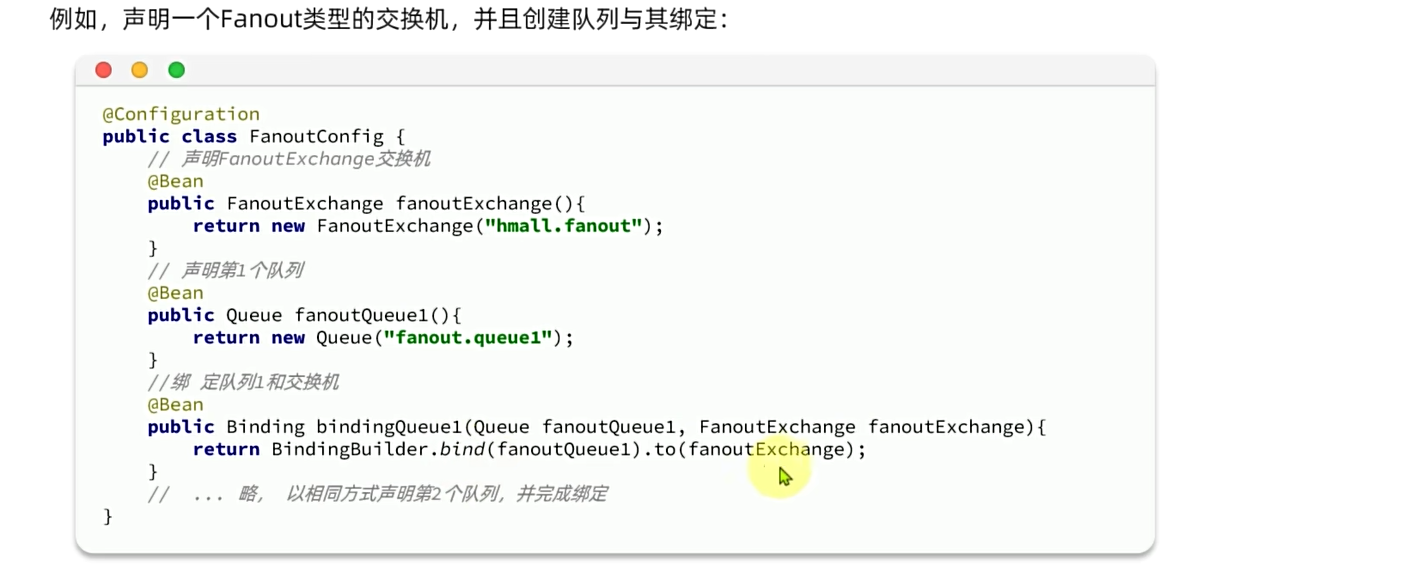 例如，声明一个Fanout类型的交换机，并且创建队列与其绑定：
@Configuration
public class FanoutConfig {
    // 声明FanoutExchange交换机
    @Bean
    public FanoutExchange fanoutExchange(){
        return new FanoutExchange("hmall.fanout");
    }
    // 声明第1个队列
    @Bean
    public Queue fanoutQueue1(){
        return new Queue("fanout.queue1");
    }
    //绑 定队列1和交换机
    @Bean
    public Binding bindingQueue1(Queue fanoutQueue1, FanoutExchange fanoutExchange){
        return BindingBuilder.bind(fanoutQueue1).to(fanoutExchange);
    }
    //  ... 略， 以相同方式声明第2个队列，并完成绑定
}